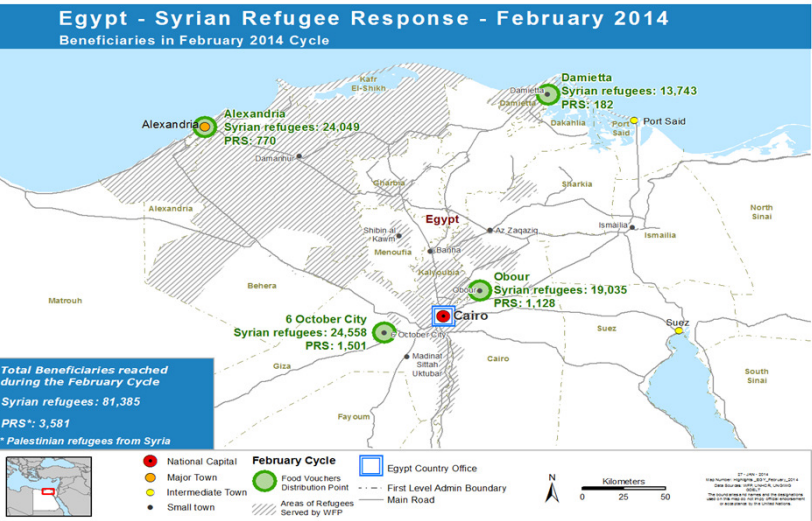 Egypt - Syrian Refugee Response - February 2014
Beneficiaries in February 2014 Cycle
Kafr
El-Shikh
Damietta
Syrian refugees: 13,743
PRS: 182
Damietta
Damietta
Alexandria
Syrian refugees: 24,049
PRS: 770
Alexandria
Dakahlia
Port
Said
Port Said
Damanhur
Gharbia
Sharkia
Alexandria
North
Sinai
Egypt
Shibin al
Kawm
Az Zaqaziq
Ismailia
Ismailia
Menoufia
Banha
Kalyoubia
Obour
Syrian refugees: 19,035
PRS: 1,128
Obour
Behera
Matrouh
6 October City
Syrian refugees: 24,558
PRS: 1,501
6 October City
Cairo
Suez
Suez
Madinat
Sittah
Uktubar
Cairo
Giza
South
Sinai
Fayoum
Total Beneficiaries reached
during the February Cycle
Syrian refugees: 81,385
PRS*: 3,581
* Palestinian refugees from Syria
National Capital
Major Town
Intermediate Town
Small town
February Cycle
Food Vouchers
Distribution Point
Areas of Refugees
Served by WFP
Egypt Country Office
First Level Admin Boundary
Main Road
N
Kilometers
0 25 50
27 - JAN - 2014